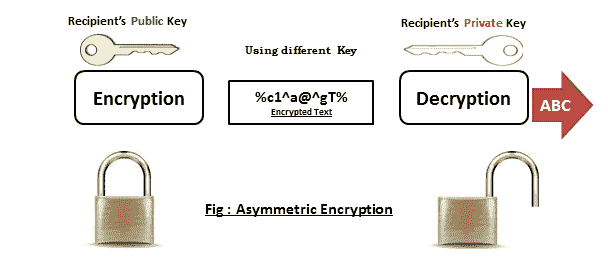 Recipient's Public Key
Recipient's Private Key
Using different Key
Encryption
%c1^a@^gT%
Encrypted Text
Decryption
ABC
Fig : Asymmetric Encryption